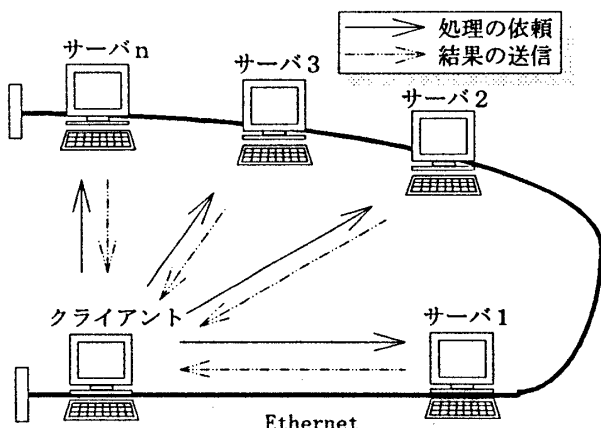 処理の依頼
結果の送信
サーバn
サーバ3
サーバ2
クライアント
サーバ1
Ethernet